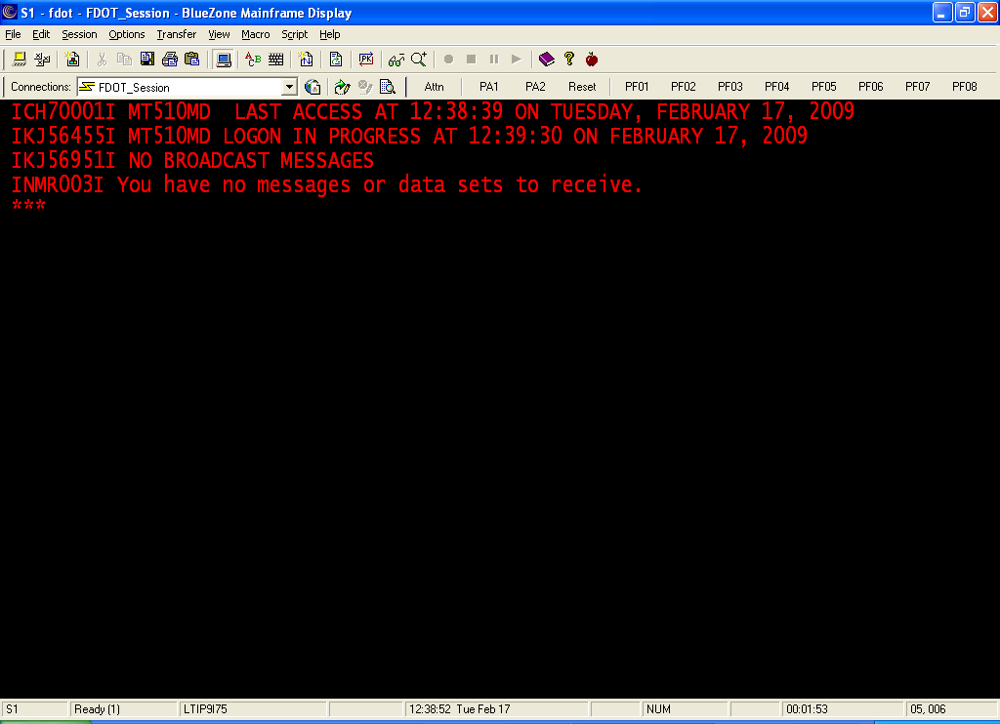 S1 - fdot - FDOT_Session - BlueZone Mainframe Display
File Edit Session Options Transfer View Macro Script Help
Connections: FDOT_Session Attn PA1 PA2 Reset PF01 PF02 PF03 PF04 PF05 PF06 PF07 PF08
ICH70001I MT510MD  LAST ACCESS AT 12:38:39 ON TUESDAY, FEBRUARY 17, 2009
IKJ56455I MT510MD LOGON IN PROGRESS AT 12:39:30 ON FEBRUARY 17, 2009
IKJ56951I NO BROADCAST MESSAGES
INMR003I You have no messages or data sets to receive.
***
S1 Ready (1) LTIP9I75 12:38:52 Tue Feb 17 NUM 00:01:53 05, 006